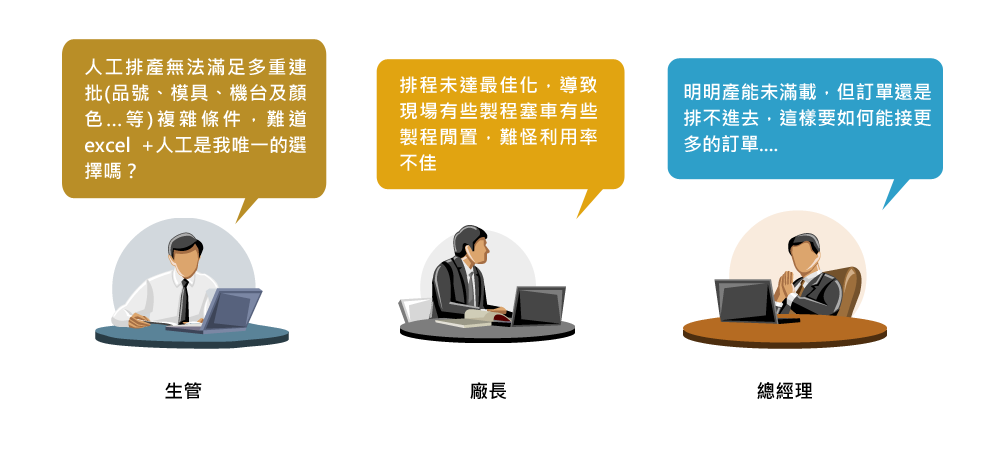 人工排產無法滿足多重連
批(品號、模具、機台及顏
色...等)複雜條件，難道
excel +人工是我唯一的選
擇嗎？
排程未達最佳化，導致
現場有些製程塞車有些
製程閒置，難怪利用率
不佳
明明產能未滿載，但訂單還是
排不進去，這樣要如何能接更
多的訂單....
生管
廠長
總經理